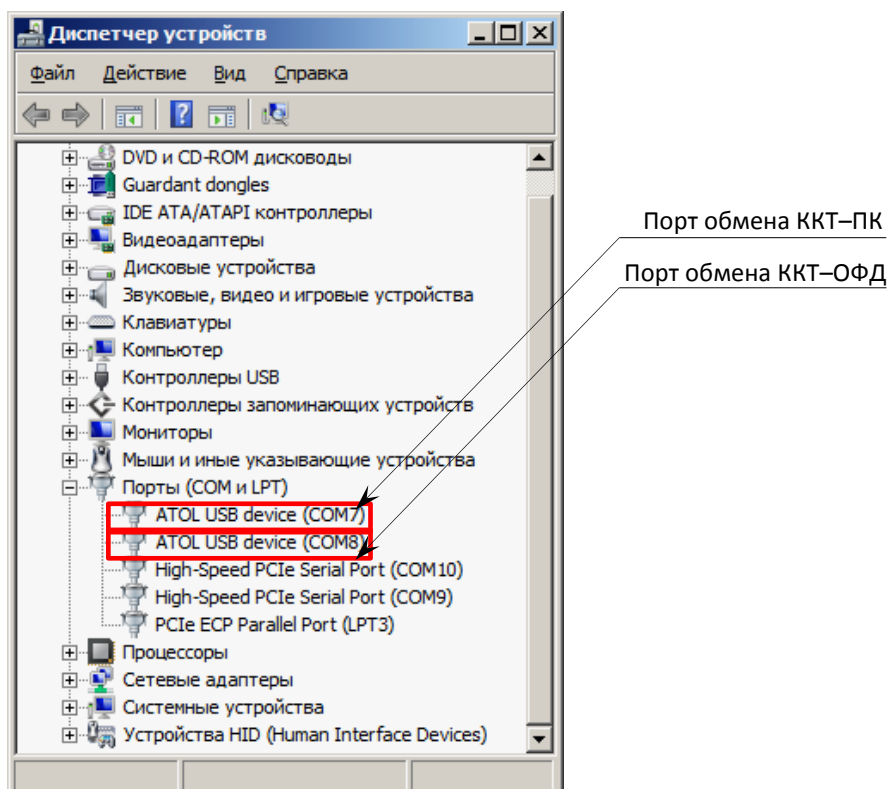 Диспетчер устройств
Файл Действие Вид Справка
DVD и CD-ROM дисководы
Guardant dongles
IDE ATA/ATAPI контроллеры
Видеоадаптеры
Дисковые устройства
Звуковые, видео и игровые устройства
Клавиатуры
Компьютер
Контроллеры USB
Контроллеры запоминающих устройств
Мониторы
Мыши и иные указывающие устройства
Порты (COM и LPT)
ATOL USB device (COM7)
ATOL USB device (COM8)
High-Speed PCIe Serial Port (COM10)
High-Speed PCIe Serial Port (COM9)
PCIe ECP Parallel Port (LPT3)
Процессоры
Сетевые адаптеры
Системные устройства
Устройства HID (Human Interface Devices)
Порт обмена ККТ–ПК
Порт обмена ККТ–ОФД